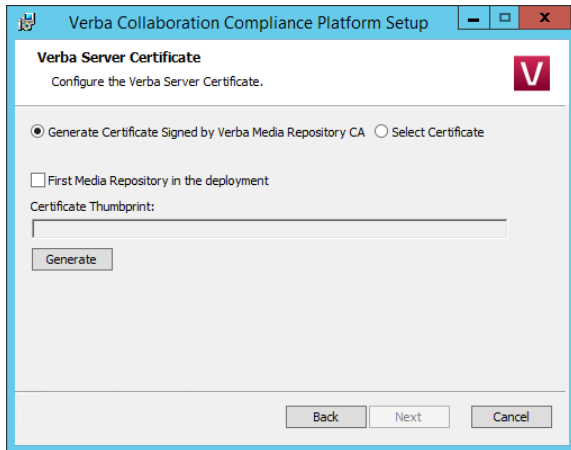 Verba Collaboration Compliance Platform Setup
x
Verba Server Certificate
Configure the Verba Server Certificate.
V
Generate Certificate Signed by Verba Media Repository CA Select Certificate
First Media Repository in the deployment
Certificate Thumbprint:
Generate
Back Next Cancel